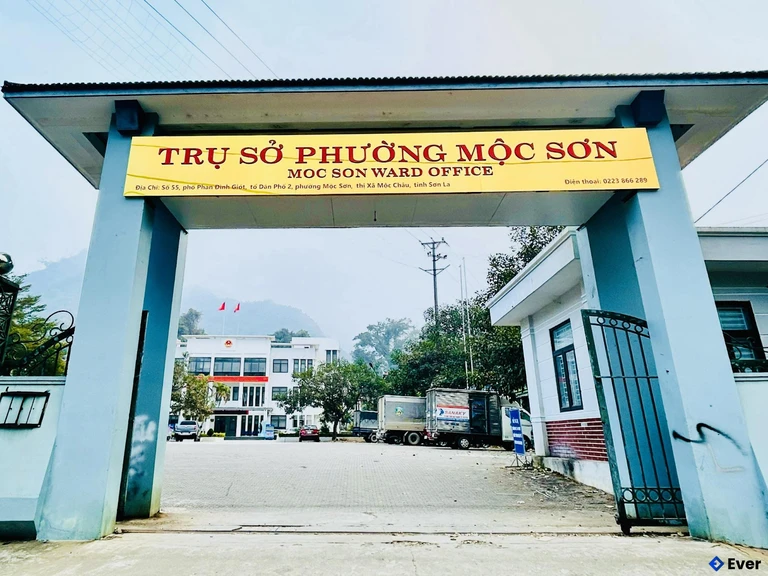 TRỤ SỞ PHƯỜNG MỘC SƠN
MOC SON WARD OFFICE
Địa Chỉ: Số 55, phố Phan Đình Giót, tổ Dân Phố 2, phường Mộc Sơn, thị Xã Mộc Châu, tỉnh Sơn La
Điện thoại: 0223 866 289
Ever